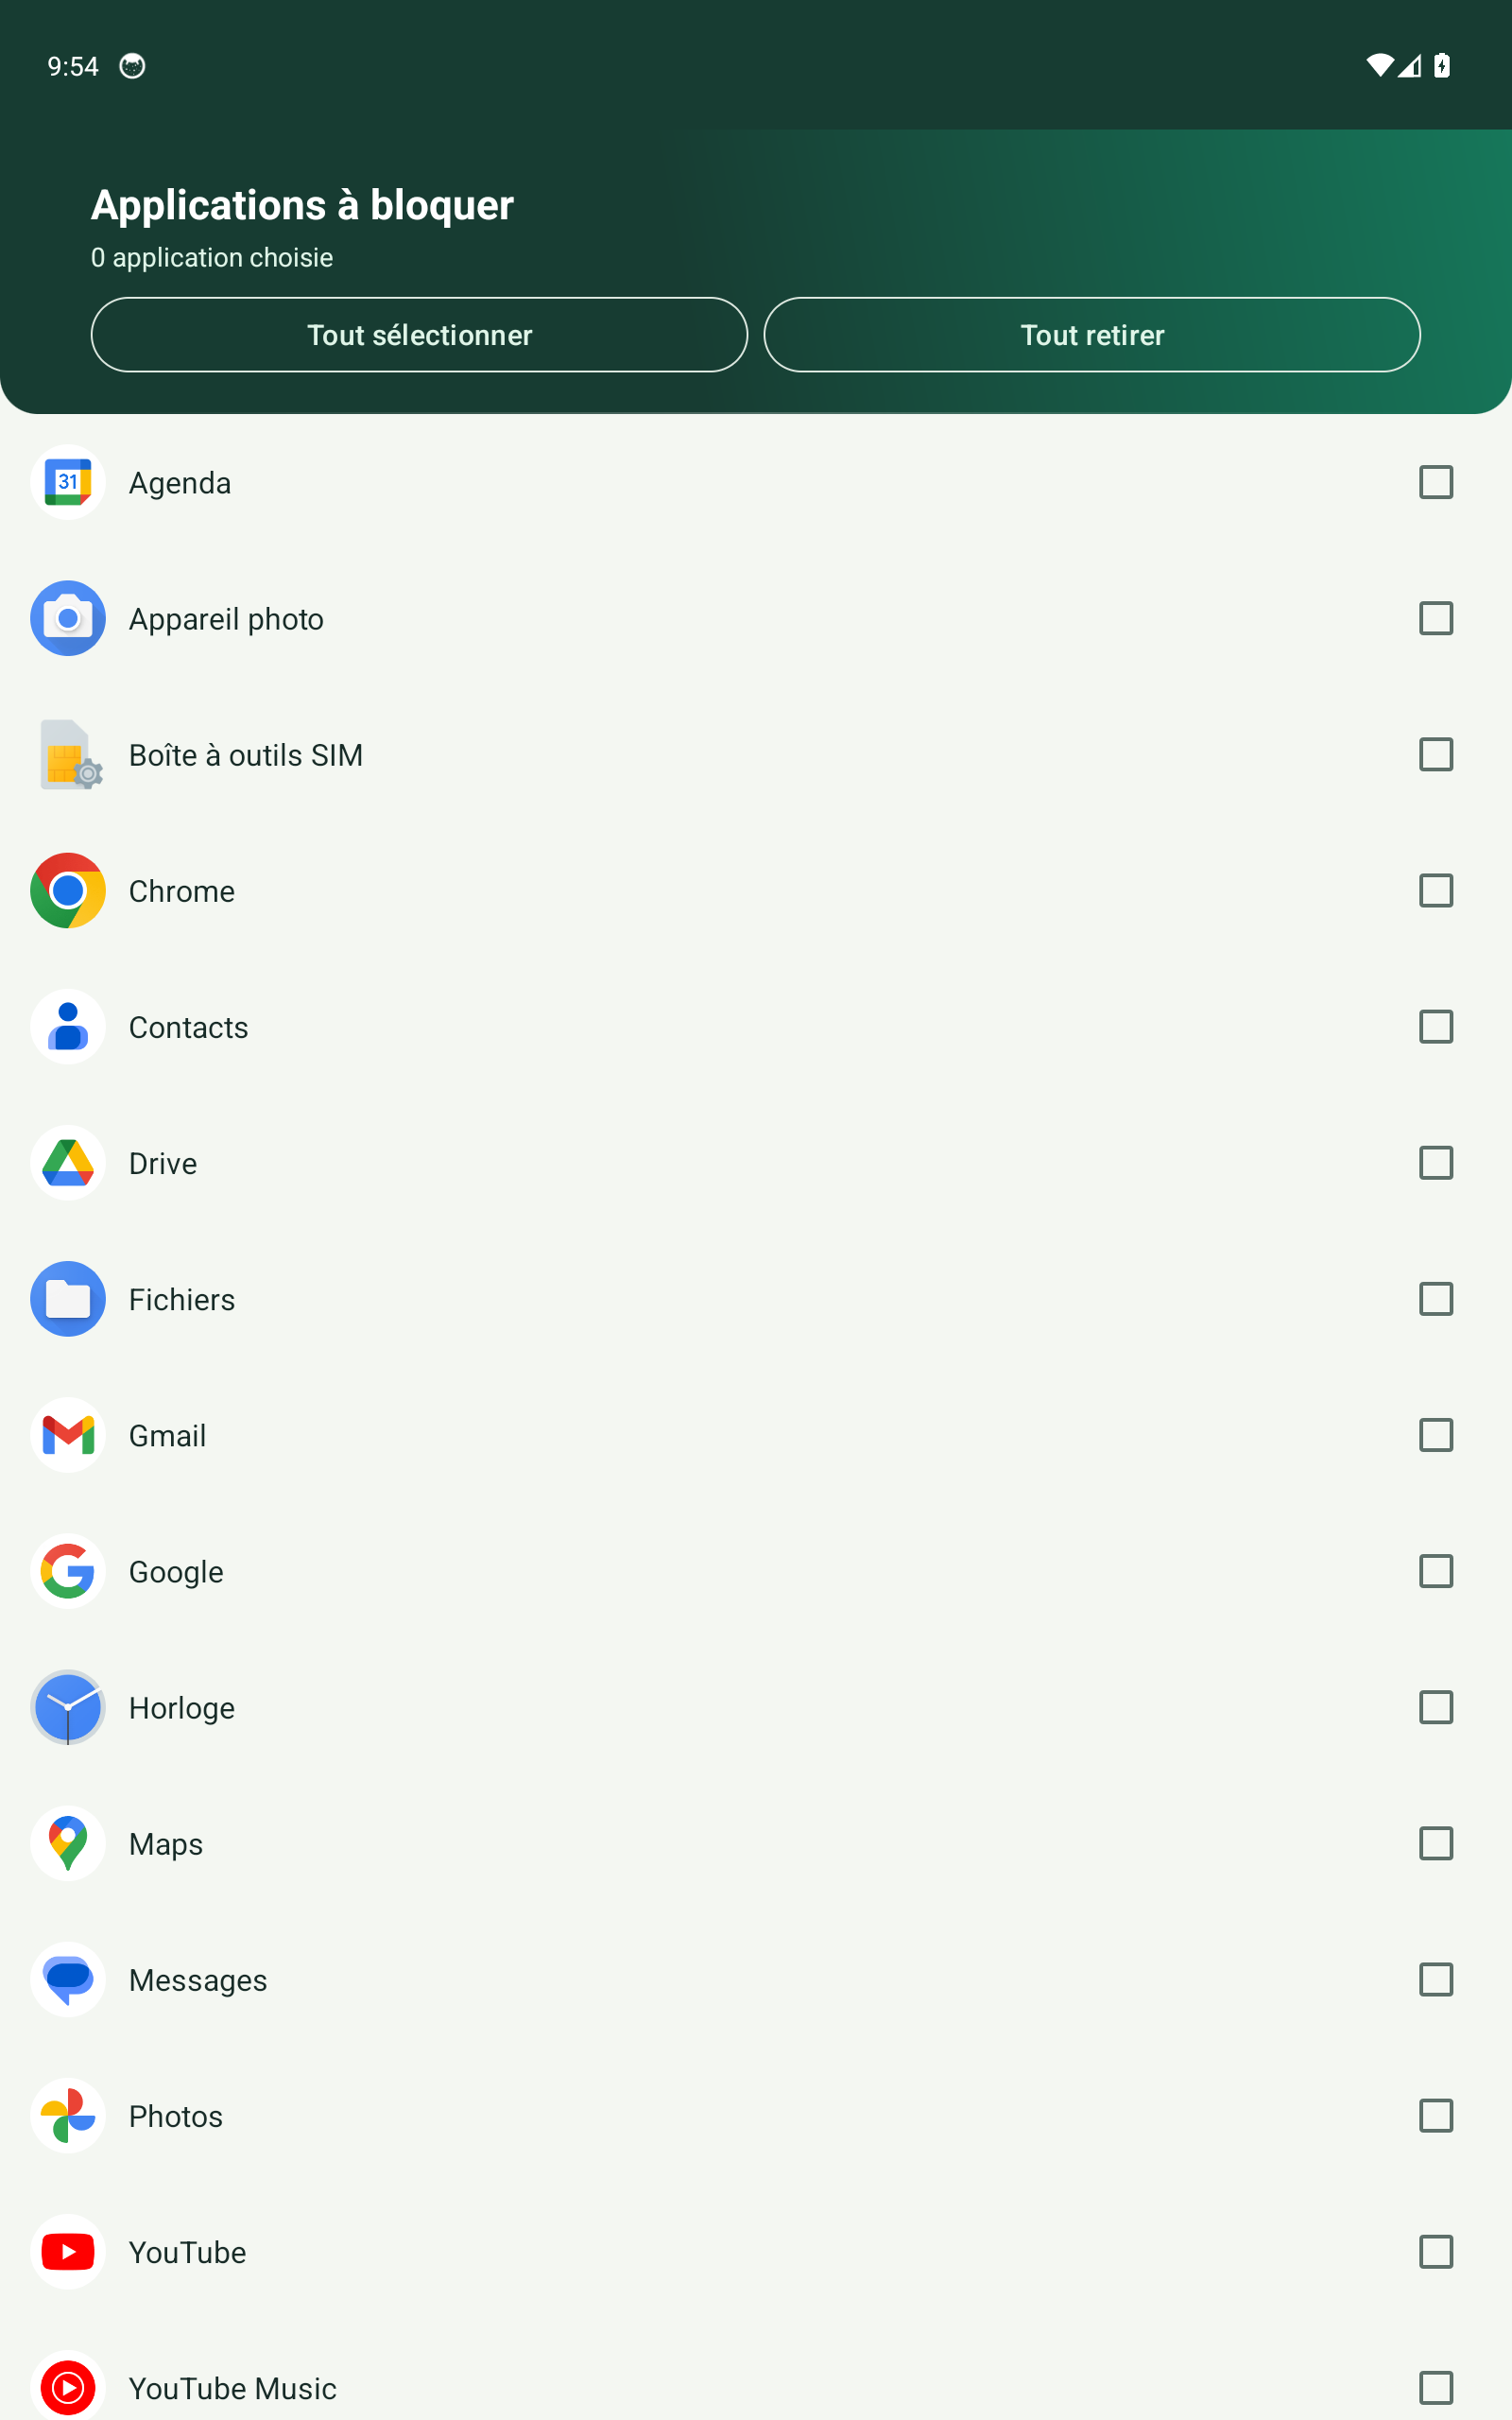 9:54
Applications à bloquer
0 application choisie
Tout sélectionner
Tout retirer
31
Agenda
Appareil photo
Boîte à outils SIM
Chrome
Contacts
Drive
Fichiers
Gmail
Google
Horloge
Maps
Messages
Photos
YouTube
YouTube Music